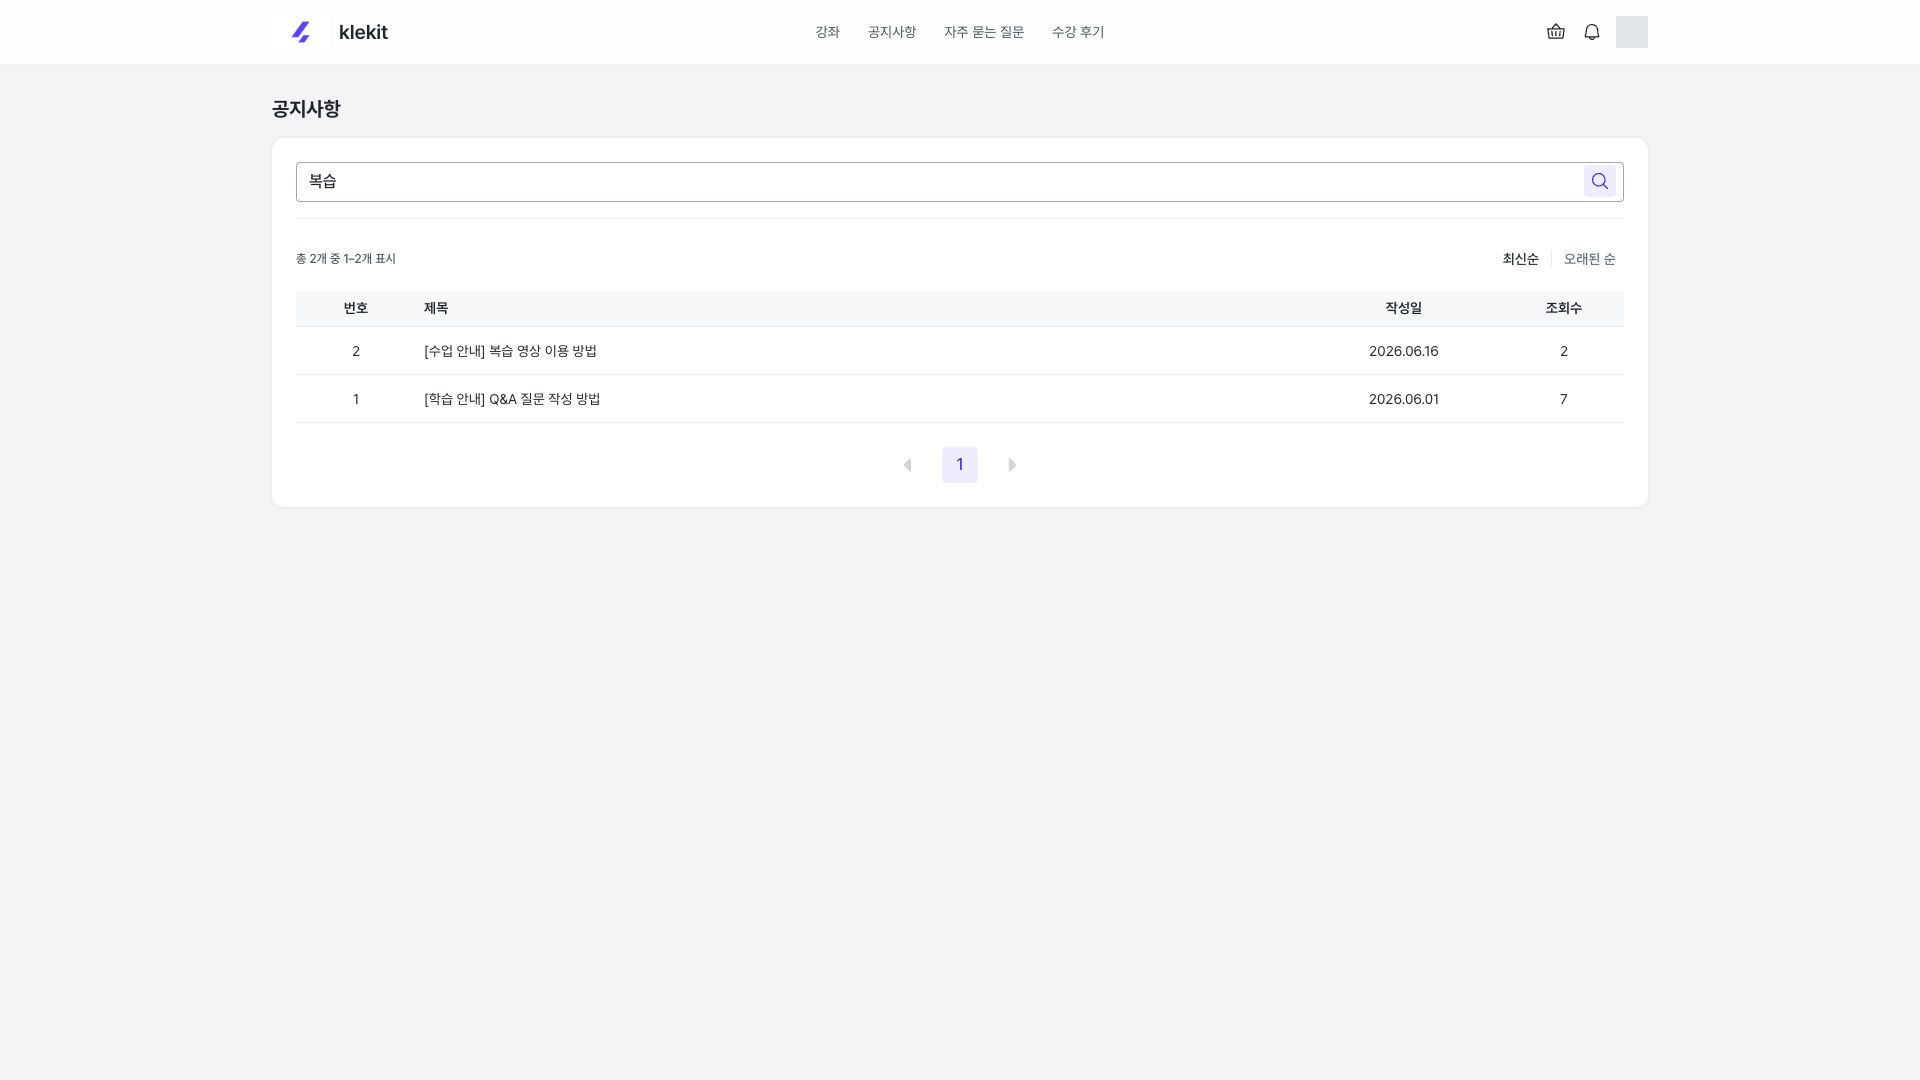 klekit
강좌
공지사항
자주 묻는 질문
수강 후기
공지사항
복습
총 2개 중 1–2개 표시
최신순
오래된 순
번호 제목 작성일 조회수
2 [수업 안내] 복습 영상 이용 방법 2026.06.16 2
1 [학습 안내] Q&A 질문 작성 방법 2026.06.01 7
1